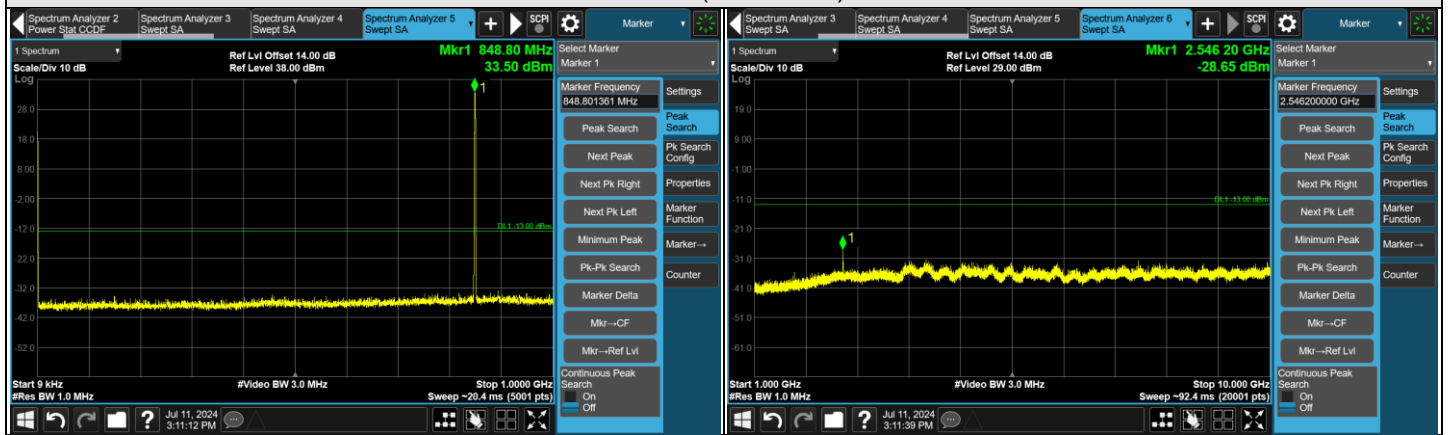 Spectrum Analyzer 2
Power Stat CCDF
Spectrum Analyzer 3
Swept SA
Spectrum Analyzer 4
Swept SA
Spectrum Analyzer 5
Swept SA
SCPI
Marker
1 Spectrum
Scale/Div 10 dB
Log
Ref Lvl Offset 14.00 dB
Ref Level 38.00 dBm
Mkr1 848.80 MHz
33.50 dBm
1
28.0
18.0
8.00
-2.00
-12.0
-22.0
-32.0
-42.0
-52.0
DL1 -13.00 dBm
Start 9 kHz
#Res BW 1.0 MHz
#Video BW 3.0 MHz
Stop 1.0000 GHz
Sweep ~20.4 ms (5001 pts)
Select Marker
Marker 1
Marker Frequency
848.801361 MHz
Peak Search
Next Peak
Next Pk Right
Next Pk Left
Minimum Peak
Pk-Pk Search
Marker Delta
Mkr→CF
Mkr→Ref Lvl
Continuous Peak
Search
On
Off
Settings
Peak
Search
Pk Search
Config
Properties
Marker
Function
Marker→
Counter
?
Jul 11, 2024
3:11:12 PM
Spectrum Analyzer 3
Swept SA
Spectrum Analyzer 4
Swept SA
Spectrum Analyzer 5
Swept SA
Spectrum Analyzer 6
Swept SA
SCPI
Marker
1 Spectrum
Scale/Div 10 dB
Log
Ref Lvl Offset 14.00 dB
Ref Level 29.00 dBm
Mkr1 2.546 20 GHz
-28.65 dBm
1
19.0
9.00
-1.00
-11.0
-21.0
-31.0
-41.0
-51.0
-61.0
DL1 -13.00 dBm
Start 1.000 GHz
#Res BW 1.0 MHz
#Video BW 3.0 MHz
Stop 10.000 GHz
Sweep ~92.4 ms (20001 pts)
Select Marker
Marker 1
Marker Frequency
2.546200000 GHz
Peak Search
Next Peak
Next Pk Right
Next Pk Left
Minimum Peak
Pk-Pk Search
Marker Delta
Mkr→CF
Mkr→Ref Lvl
Continuous Peak
Search
On
Off
Settings
Peak
Search
Pk Search
Config
Properties
Marker
Function
Marker→
Counter
?
Jul 11, 2024
3:11:39 PM